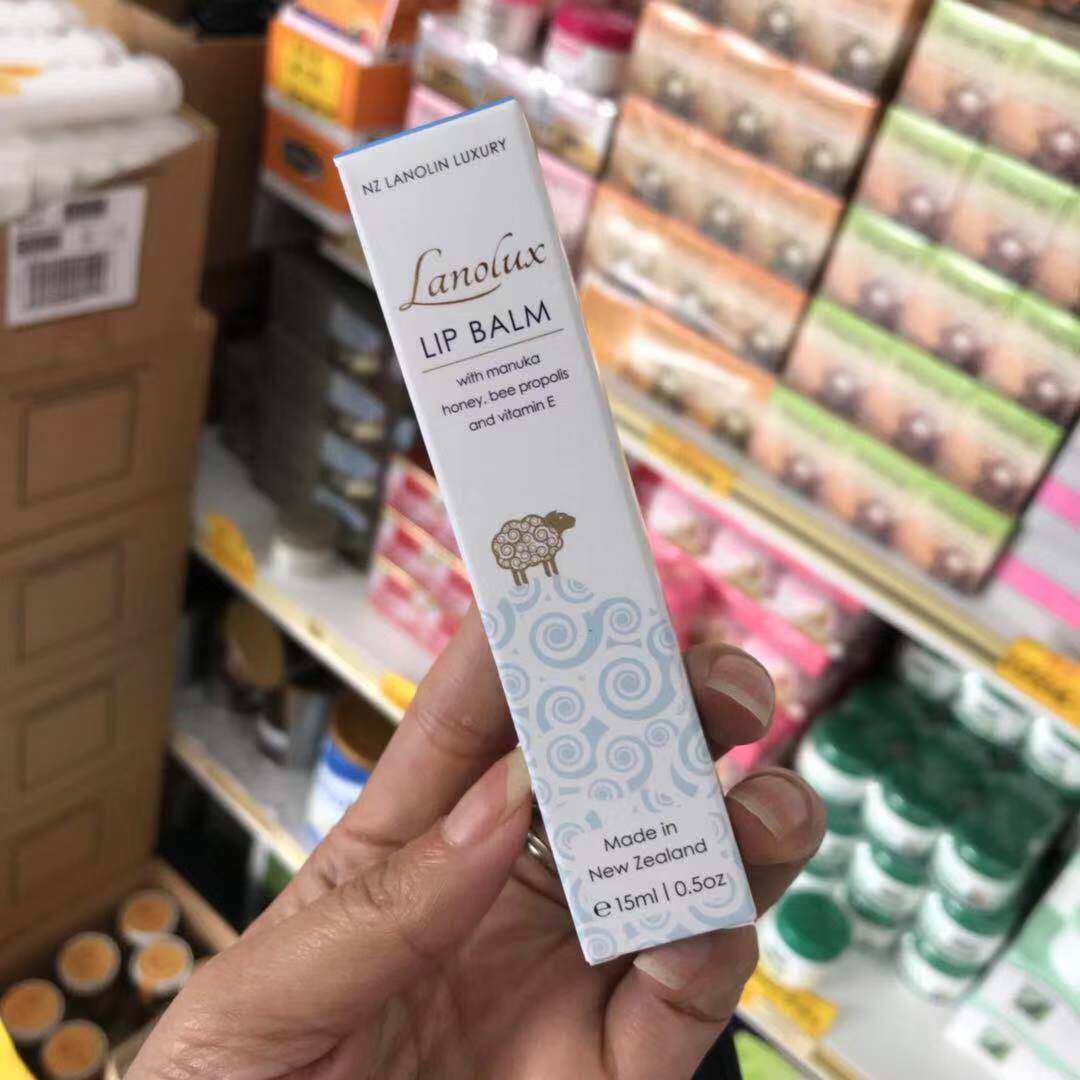 NZ LANOLIN LUXURY
Lanolux
LIP BALM
with manuka
honey, bee propolis
and vitamin E
Made in
New Zealand
℮15ml | 0.5oz